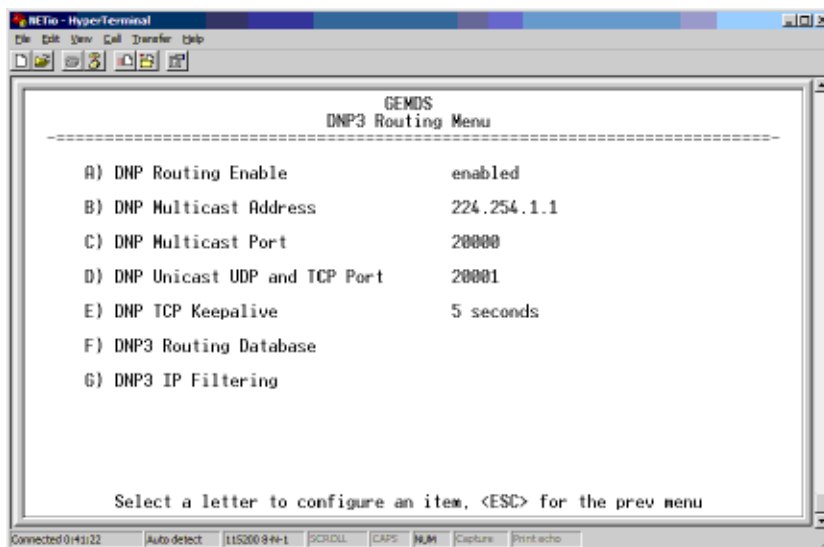 NETio - HyperTerminal
File Edit View Call Transfer Help
GEMDS
DNP3 Routing Menu
A) DNP Routing Enable enabled
B) DNP Multicast Address 224.254.1.1
C) DNP Multicast Port 20000
D) DNP Unicast UDP and TCP Port 20001
E) DNP TCP Keepalive 5 seconds
F) DNP3 Routing Database
G) DNP3 IP Filtering
Select a letter to configure an item, <ESC> for the prev menu
Connected 0:41:22 Auto detect 115200 8-N-1 SCROLL CAPS NUM Capture Print echo